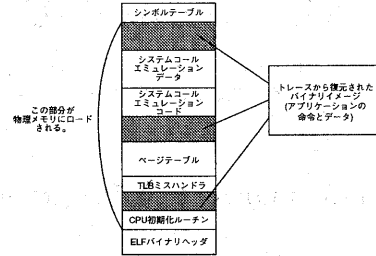 シンボルテーブル
システムコール
エミュレーション
データ
システムコール
エミュレーション
コード
ページテーブル
TLBミスハンドラ
CPU初期化ルーチン
ELFバイナリヘッダ
この部分が
物理メモリにロード
される。
トレースから復元された
バイナリイメージ
(アプリケーションの
命令とデータ)